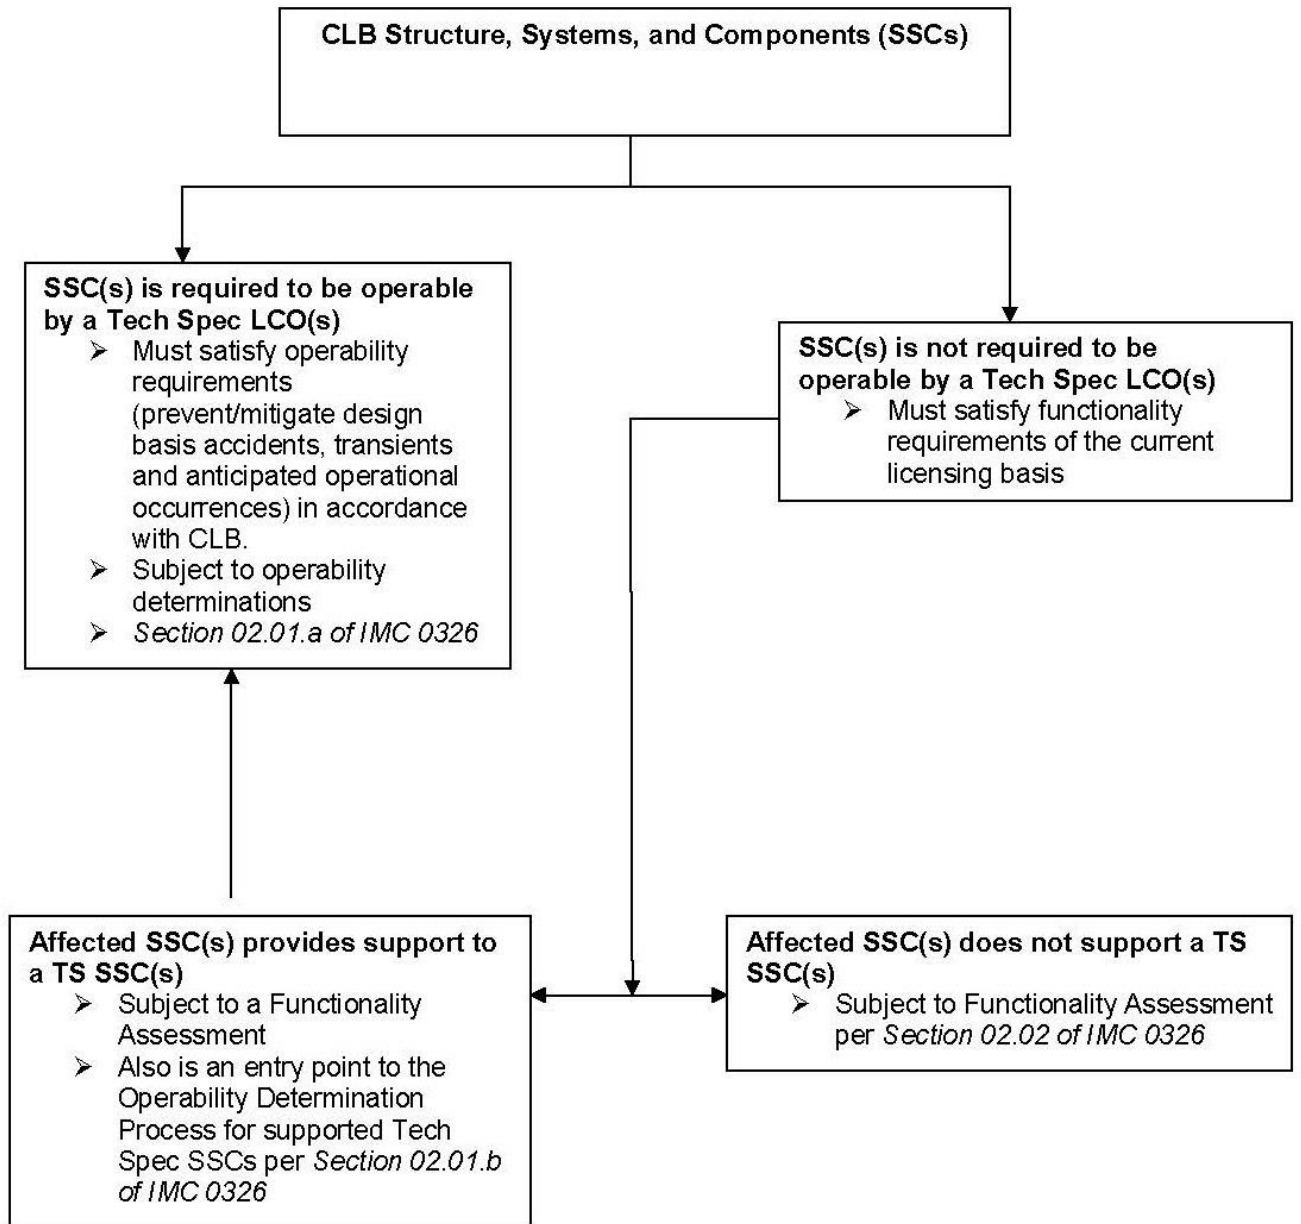 CLB Structure, Systems, and Components (SSCs)
SSC(s) is required to be operable
by a Tech Spec LCO(s)
➢ Must satisfy operability
requirements
(prevent/mitigate design
basis accidents, transients
and anticipated operational
occurrences) in accordance
with CLB.
➢ Subject to operability
determinations
➢ Section 02.01.a of IMC 0326
SSC(s) is not required to be
operable by a Tech Spec LCO(s)
➢ Must satisfy functionality
requirements of the current
licensing basis
Affected SSC(s) provides support to
a TS SSC(s)
➢ Subject to a Functionality
Assessment
➢ Also is an entry point to the
Operability Determination
Process for supported Tech
Spec SSCs per Section 02.01.b
of IMC 0326
Affected SSC(s) does not support a TS
SSC(s)
➢ Subject to Functionality Assessment
per Section 02.02 of IMC 0326